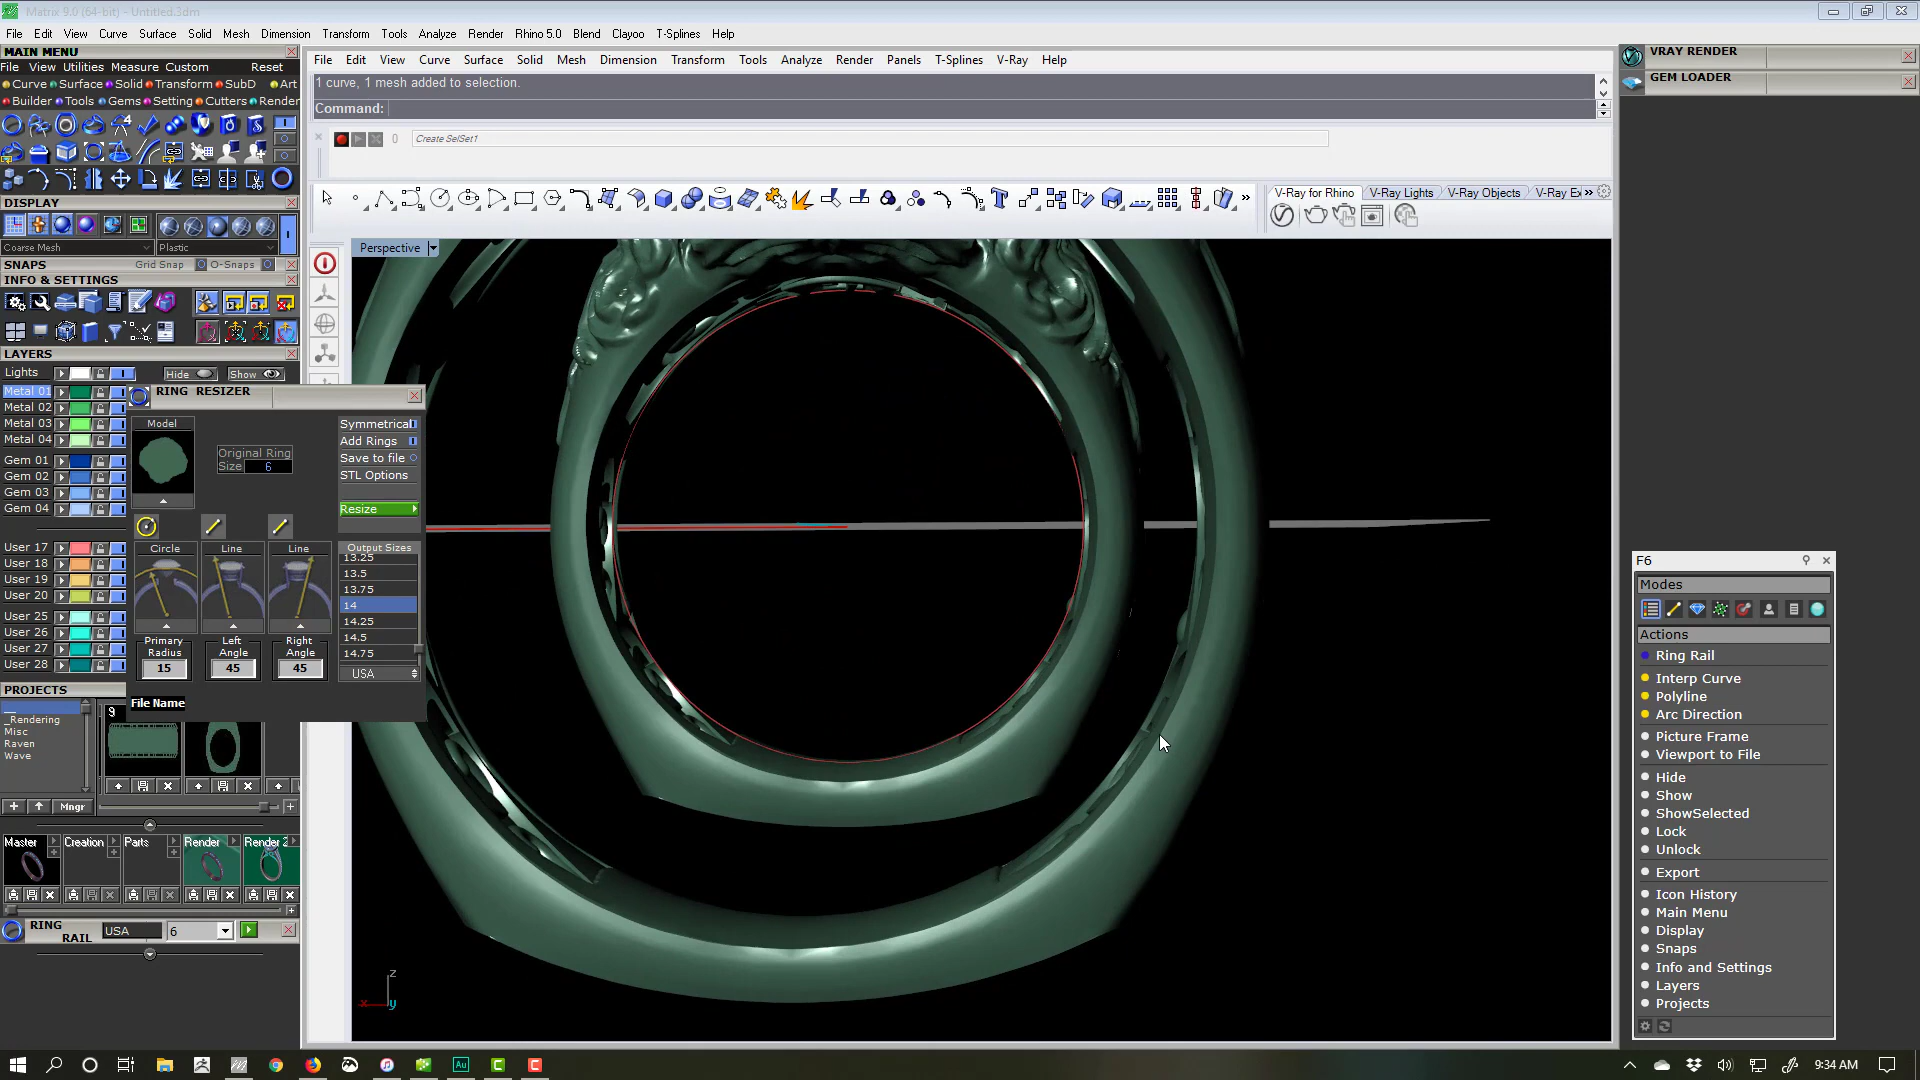 Matrix 9.0 (64-bit) - Untitled.3dm
File Edit View Curve Surface Solid Mesh Dimension Transform Tools Analyze Render Rhino 5.0 Blend Clayoo T-Splines Help
MAIN MENU
File View Utilities Measure Custom Reset
Curve Surface Solid Transform SubD Art
Builder Tools Gems Setting Cutters Render
DISPLAY
Coarse Mesh Plastic
SNAPS Grid Snap O-Snaps
INFO & SETTINGS
LAYERS
Lights Hide Show
Metal 01
Metal 02
Metal 03
Metal 04
Gem 01
Gem 02
Gem 03
Gem 04
User 17
User 18
User 19
User 20
User 25
User 26
User 27
User 28
PROJECTS
_Rendering
Misc
Raven
Wave
9
Mngr
Master Creation Parts Render Render 2
RING RAIL USA 6
RING RESIZER
Model
Original Ring
Size 6
Symmetrical
Add Rings
Save to file
STL Options
Resize
Circle Line Line
Primary Radius 15
Left Angle 45
Right Angle 45
Output Sizes
13.25
13.5
13.75
14
14.25
14.5
14.75
USA
File Name
File Edit View Curve Surface Solid Mesh Dimension Transform Tools Analyze Render Panels T-Splines V-Ray Help
1 curve, 1 mesh added to selection.
Command:
0 Create SelSet1
V-Ray for Rhino V-Ray Lights V-Ray Objects V-Ray Ex
Perspective
z
x y
VRAY RENDER
GEM LOADER
F6
Modes
Actions
Ring Rail
Interp Curve
Polyline
Arc Direction
Picture Frame
Viewport to File
Hide
Show
ShowSelected
Lock
Unlock
Export
Icon History
Main Menu
Display
Snaps
Info and Settings
Layers
Projects
Au
C
C
9:34 AM